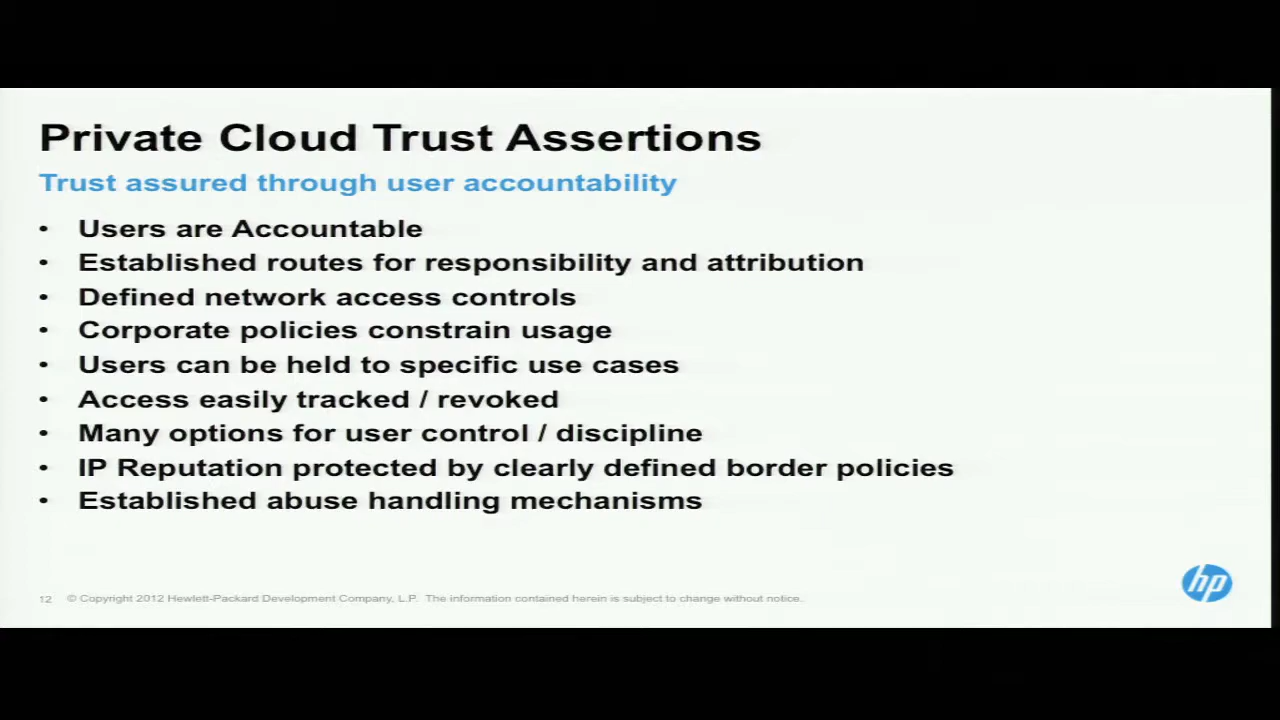 Private Cloud Trust Assertions
Trust assured through user accountability
• Users are Accountable
• Established routes for responsibility and attribution
• Defined network access controls
• Corporate policies constrain usage
• Users can be held to specific use cases
• Access easily tracked / revoked
• Many options for user control / discipline
• IP Reputation protected by clearly defined border policies
• Established abuse handling mechanisms
hp
12 © Copyright 2012 Hewlett-Packard Development Company, L.P. The information contained herein is subject to change without notice.